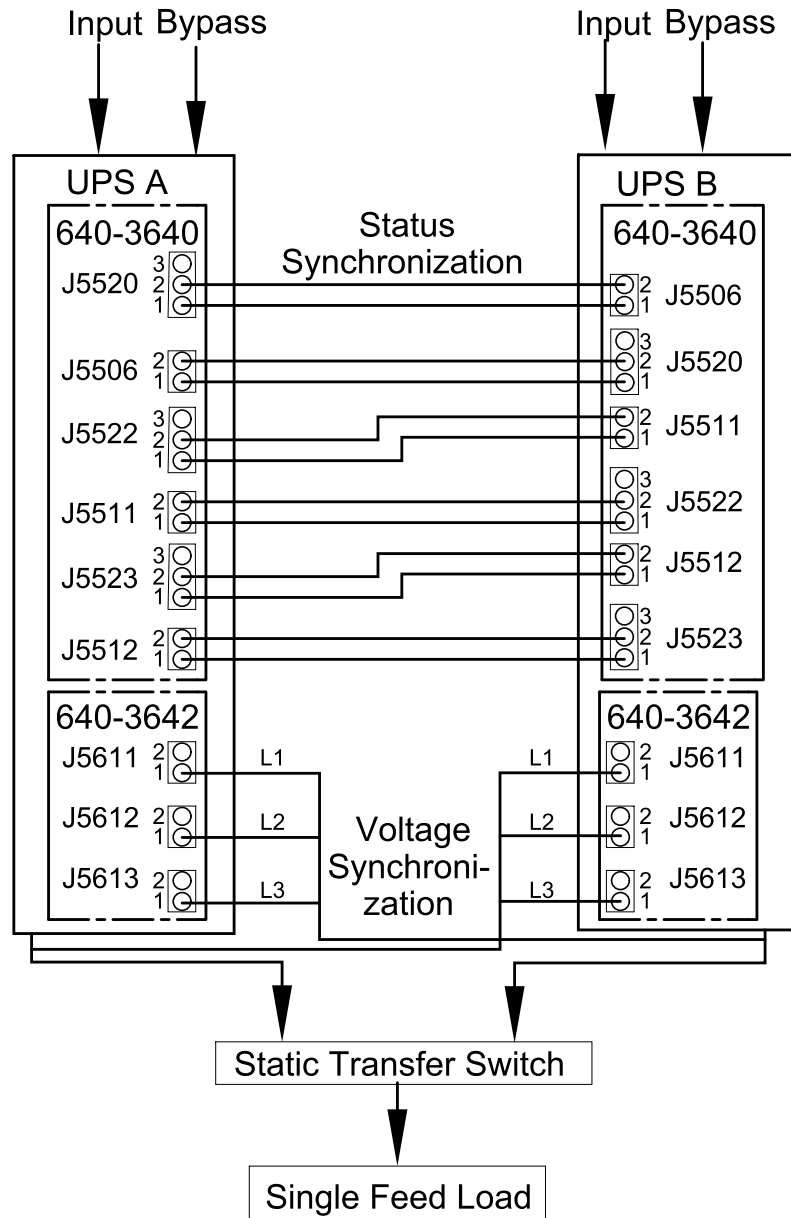 Input Bypass
Input Bypass
UPS A
640-3640
J5520
3
2
1
J5506
2
1
J5522
3
2
1
J5511
2
1
J5523
3
2
1
J5512
2
1
640-3642
J5611
2
1
J5612
2
1
J5613
2
1
Status
Synchronization
L1
L2
L3
Voltage
Synchroni-
zation
L1
L2
L3
UPS B
640-3640
2
1
J5506
3
2
1
J5520
2
1
J5511
3
2
1
J5522
2
1
J5512
3
2
1
J5523
640-3642
2
1
J5611
2
1
J5612
2
1
J5613
Static Transfer Switch
Single Feed Load